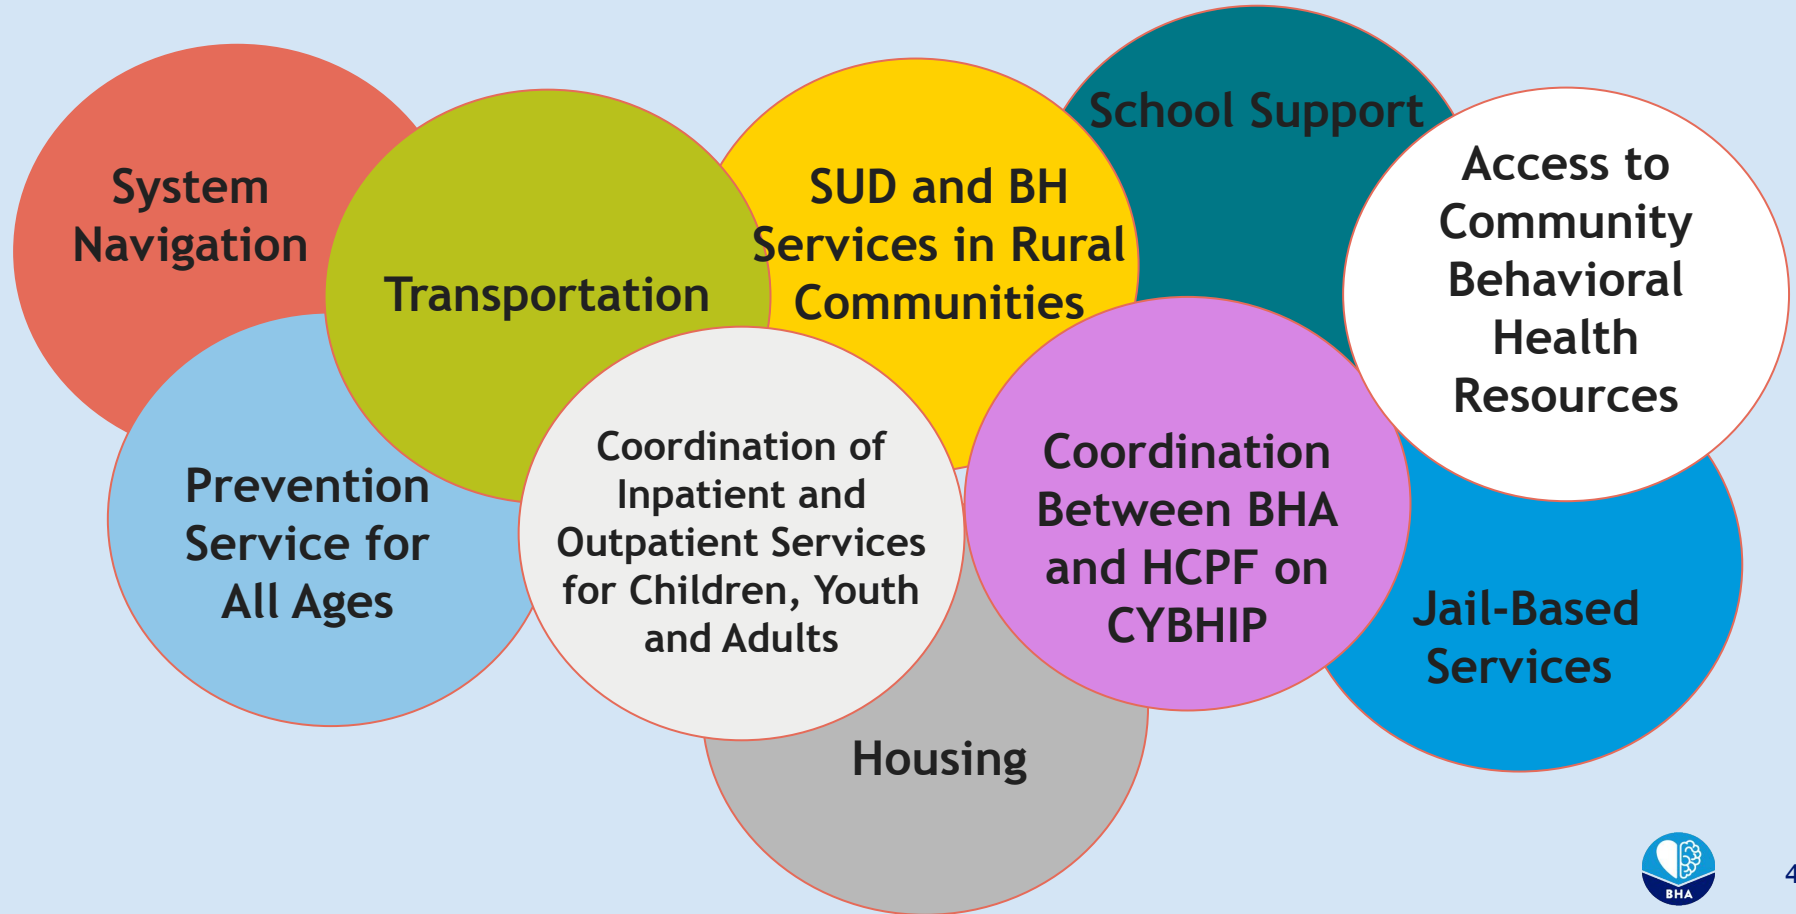 System
Navigation
Transportation
SUD and BH
Services in Rural
Communities
School Support
Access to
Community
Behavioral
Health
Resources
Prevention
Service for
All Ages
Coordination of
Inpatient and
Outpatient Services
for Children, Youth
and Adults
Coordination
Between BHA
and HCPF on
CYBHIP
Jail-Based
Services
Housing
BHA
4